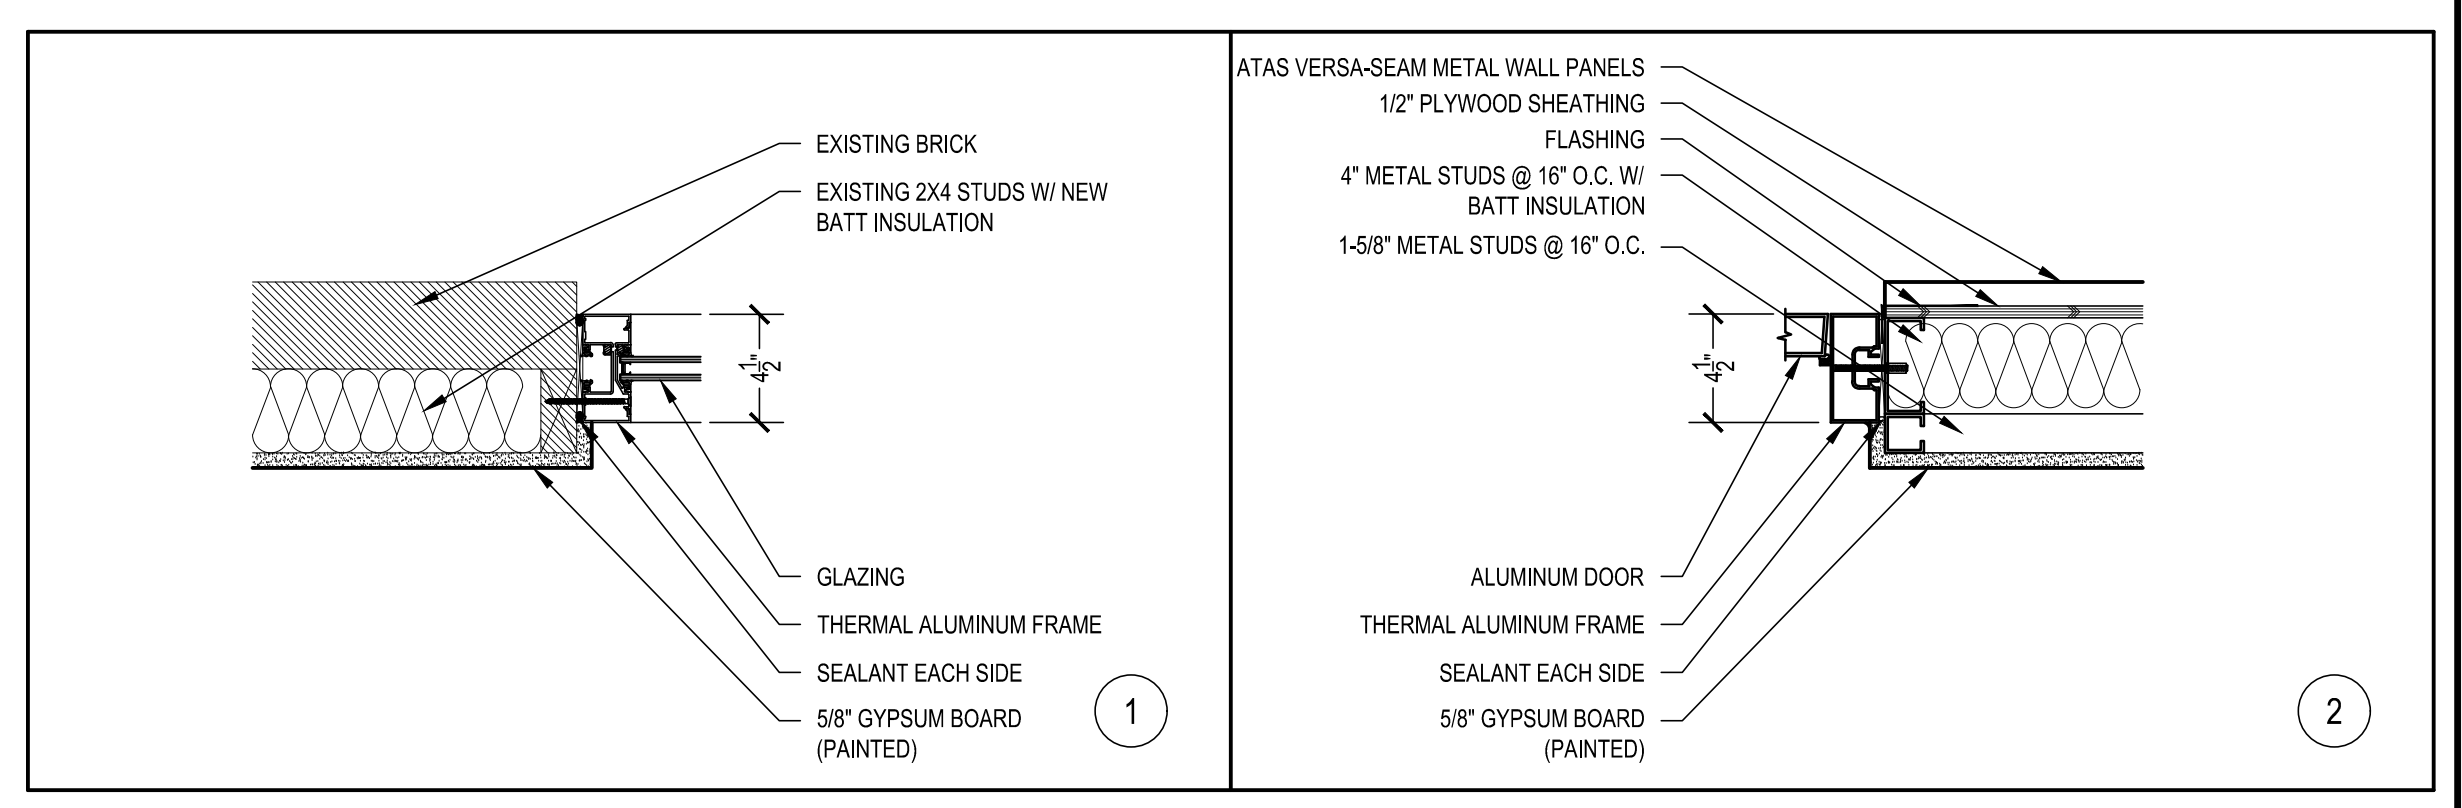 EXISTING BRICK
EXISTING 2X4 STUDS W/ NEW
BATT INSULATION
4 1/2"
GLAZING
THERMAL ALUMINUM FRAME
SEALANT EACH SIDE
5/8" GYPSUM BOARD
(PAINTED)
1
ATAS VERSA-SEAM METAL WALL PANELS
1/2" PLYWOOD SHEATHING
FLASHING
4" METAL STUDS @ 16" O.C. W/
BATT INSULATION
1-5/8" METAL STUDS @ 16" O.C.
4 1/2"
ALUMINUM DOOR
THERMAL ALUMINUM FRAME
SEALANT EACH SIDE
5/8" GYPSUM BOARD
(PAINTED)
2